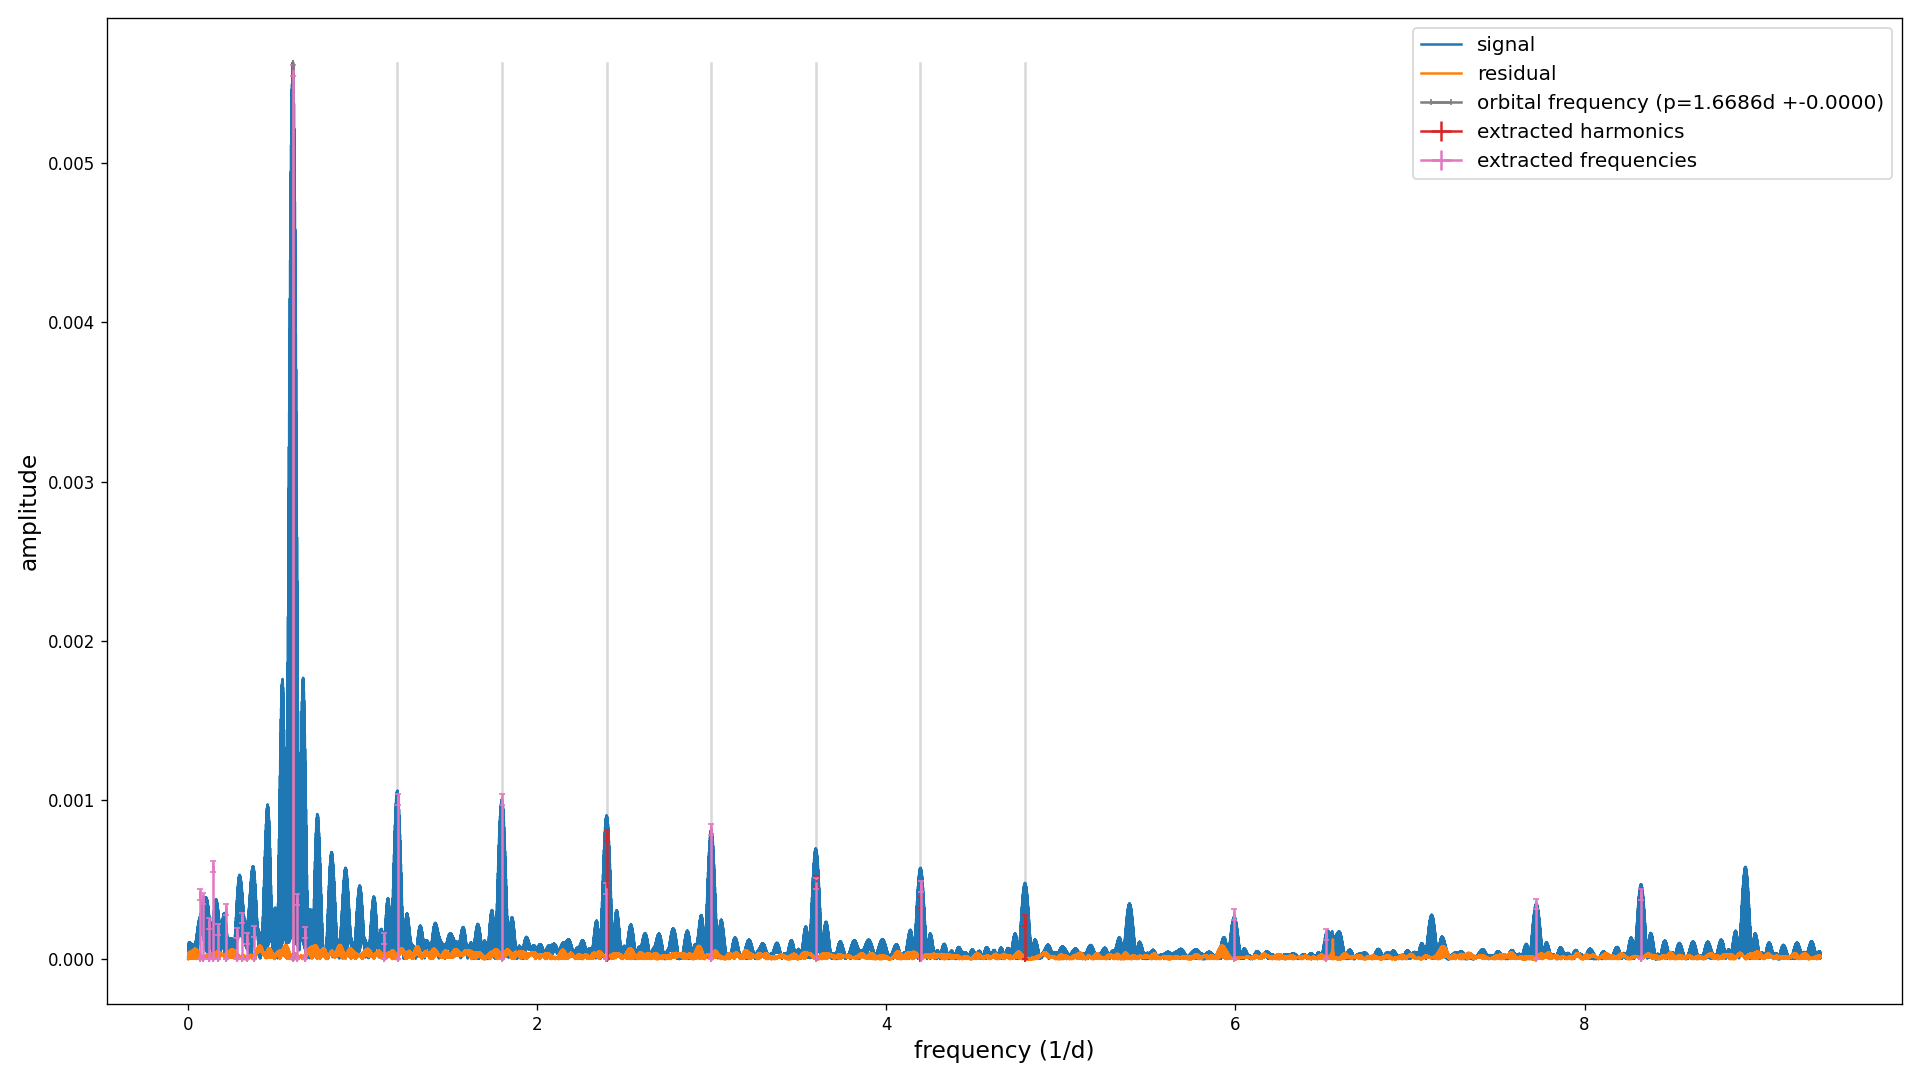 signal
residual
orbital frequency (p=1.6686d +-0.0000)
extracted harmonics
extracted frequencies
0.005
0.004
0.003
0.002
0.001
0.000
amplitude
0 2 4 6 8
frequency (1/d)